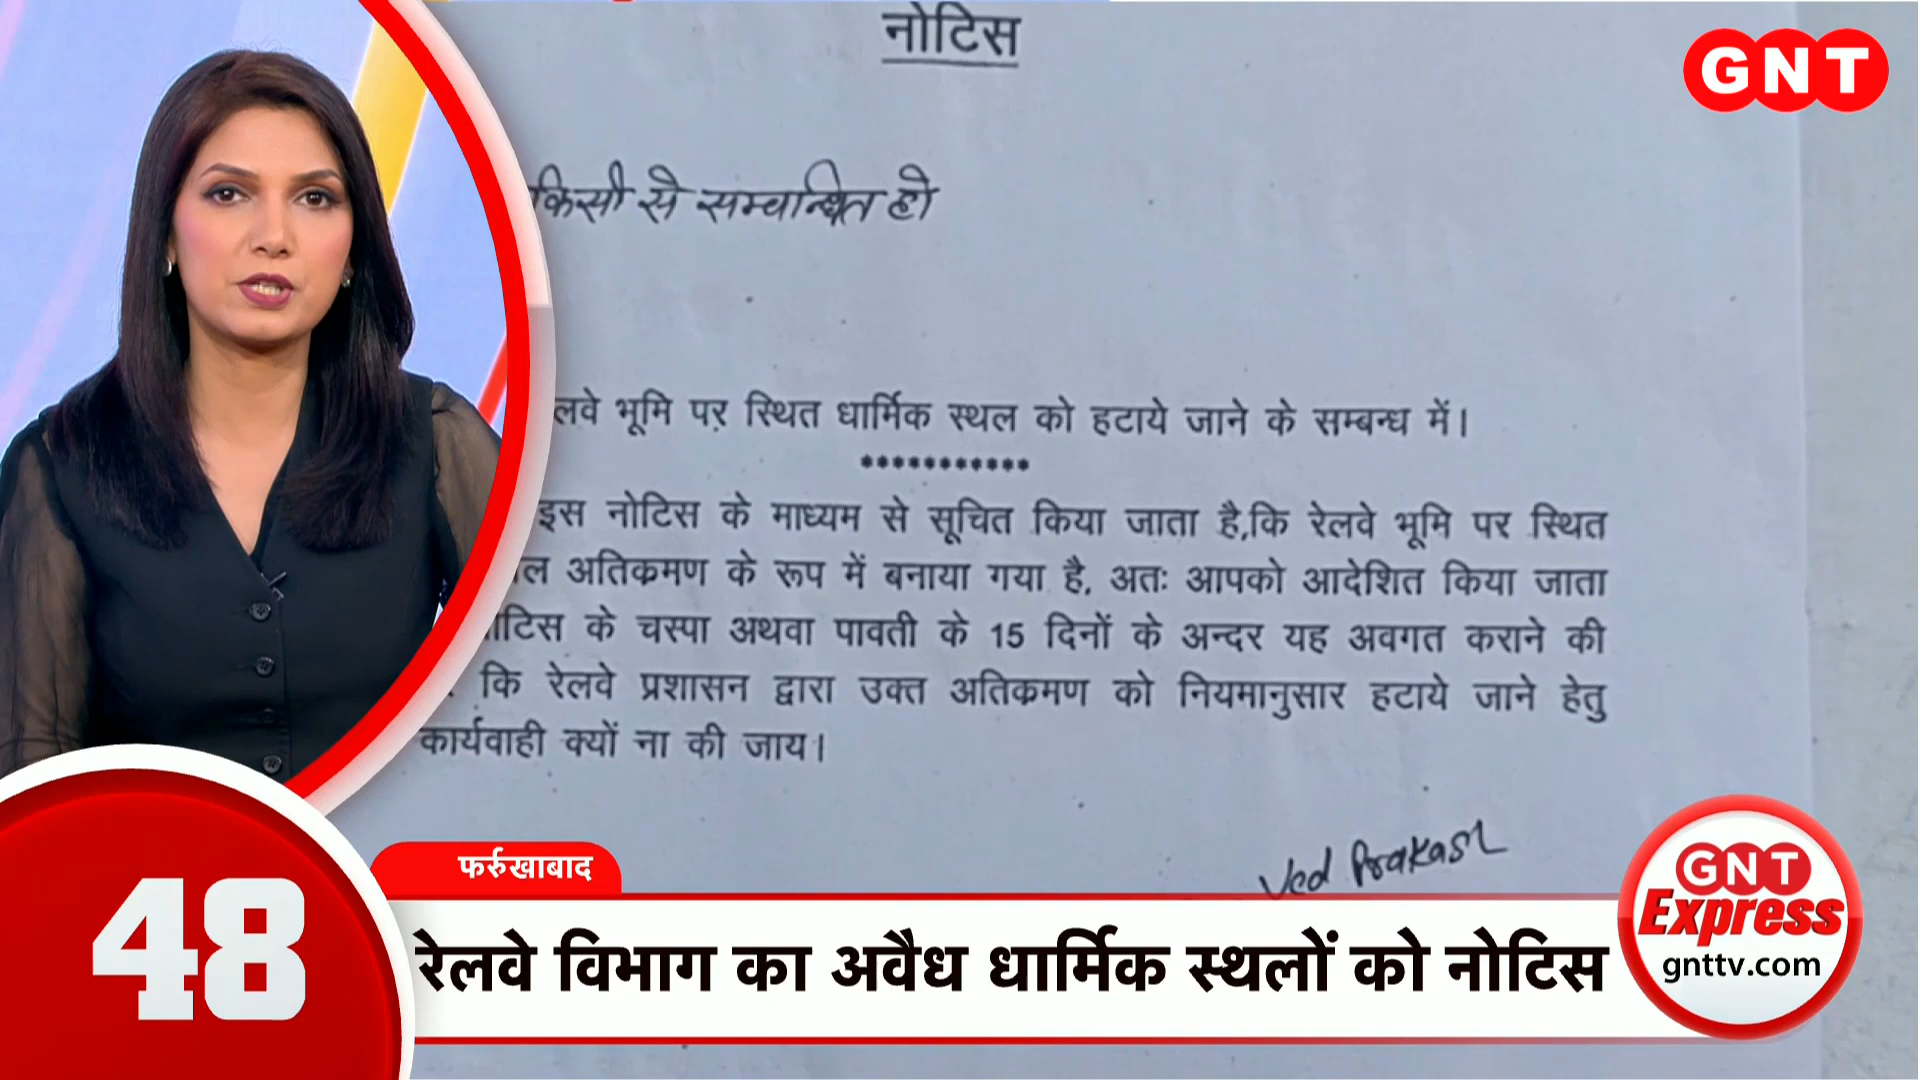 नोटिस
GNT
किसी से सम्बन्धित हो
लवे भूमि पर स्थित धार्मिक स्थल को हटाये जाने के सम्बन्ध में।
***********
इस नोटिस के माध्यम से सूचित किया जाता है,कि रेलवे भूमि पर स्थित
ल अतिक्रमण के रूप में बनाया गया है, अतः आपको आदेशित किया जाता
टिस के चस्पा अथवा पावती के 15 दिनों के अन्दर यह अवगत कराने की
कि रेलवे प्रशासन द्वारा उक्त अतिक्रमण को नियमानुसार हटाये जाने हेतु
कार्यवाही क्यों ना की जाय।
Ved Prakash
फर्रुखाबाद
48
रेलवे विभाग का अवैध धार्मिक स्थलों को नोटिस
GNT
Express
gnttv.com